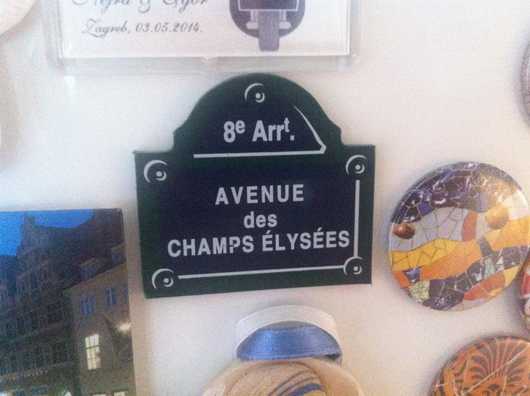 Zagreb, 03.05.2014.
8e Arrt.
AVENUE
des
CHAMPS ÉLYSÉES